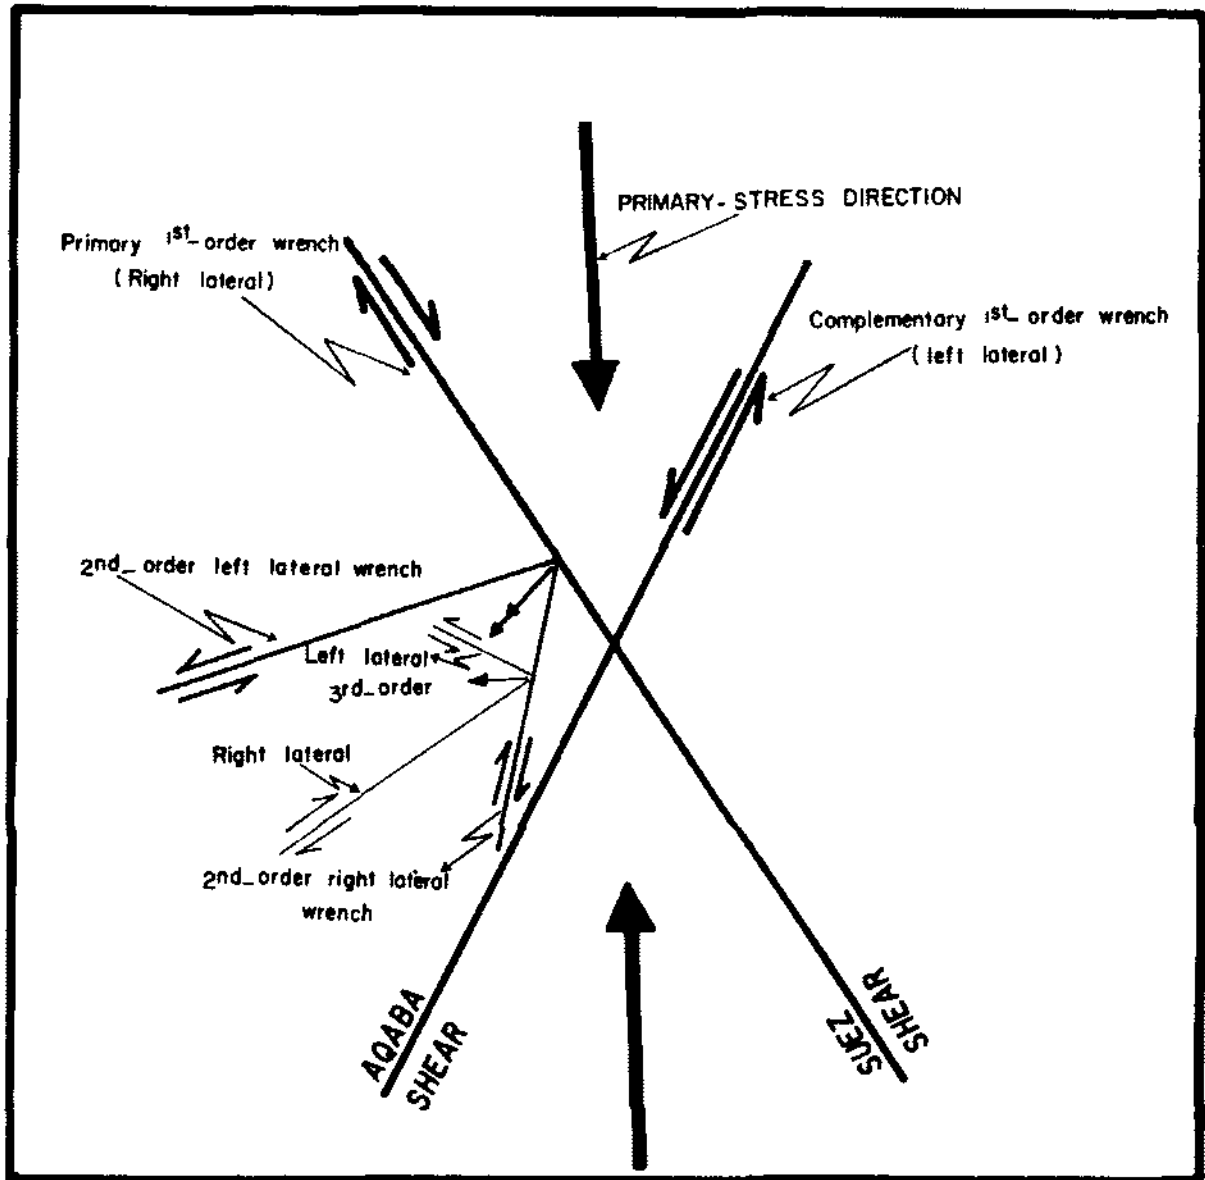 PRIMARY-STRESS DIRECTION
Primary 1st-order wrench
(Right lateral)
Complementary 1st-order wrench
(left lateral)
2nd-order left lateral wrench
Left lateral
3rd-order
Right lateral
2nd-order right lateral
wrench
AQABA
SHEAR
SUEZ
SHEAR